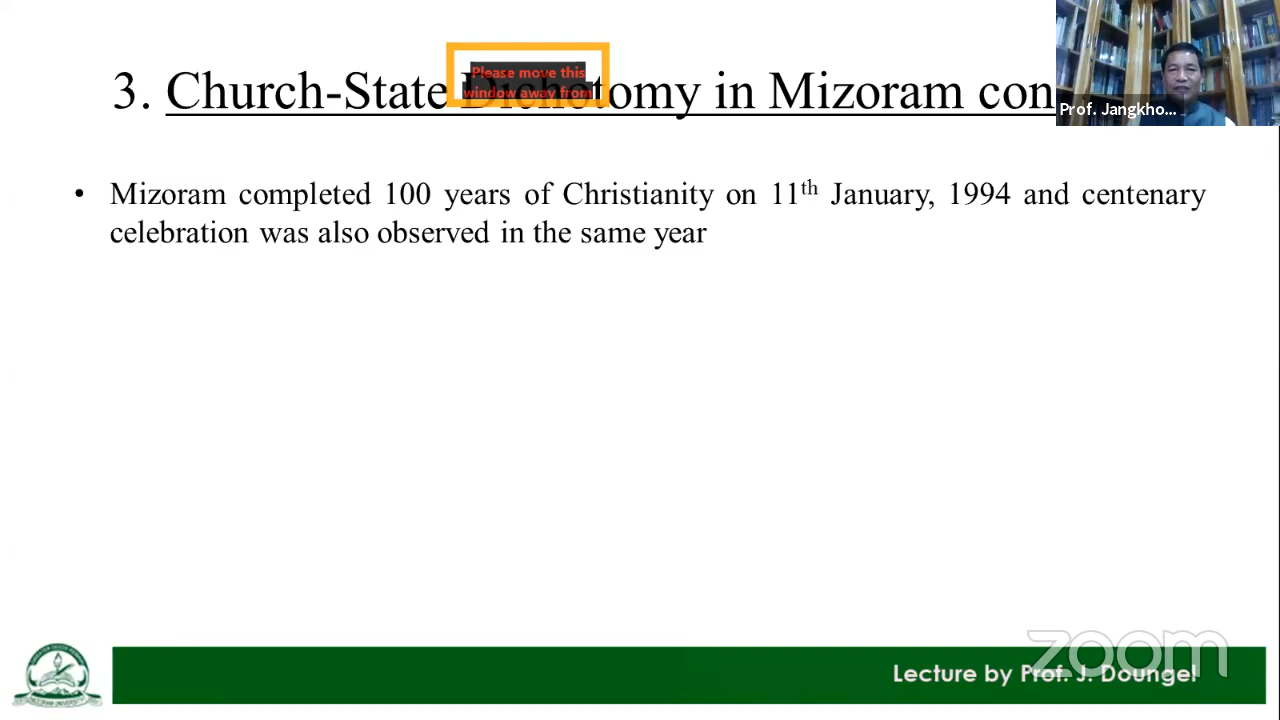 3. Church-State Dichotomy in Mizoram con
Please move this
window away from
Prof. Jangkho...
• Mizoram completed 100 years of Christianity on 11th January, 1994 and centenary
celebration was also observed in the same year
zoom
Lecture by Prof. J. Doungel